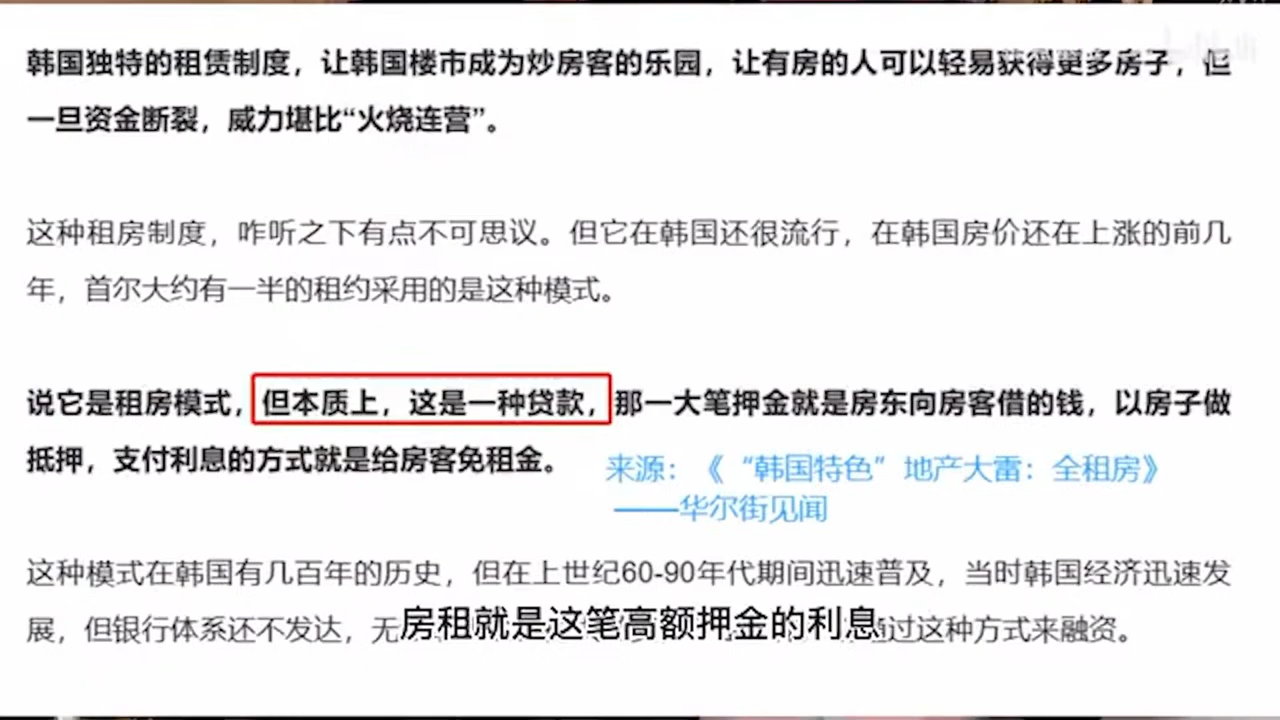 韩国独特的租赁制度，让韩国楼市成为炒房客的乐园，让有房的人可以轻易获得更多房子，但
一旦资金断裂，威力堪比“火烧连营”。
这种租房制度，咋听之下有点不可思议。但它在韩国还很流行，在韩国房价还在上涨的前几
年，首尔大约有一半的租约采用的是这种模式。
说它是租房模式，但本质上，这是一种贷款，那一大笔押金就是房东向房客借的钱，以房子做
抵押，支付利息的方式就是给房客免租金。
来源：《“韩国特色”地产大雷：全租房》
——华尔街见闻
这种模式在韩国有几百年的历史，但在上世纪60-90年代期间迅速普及，当时韩国经济迅速发
展，但银行体系还不发达，无
过这种方式来融资。
房租就是这笔高额押金的利息